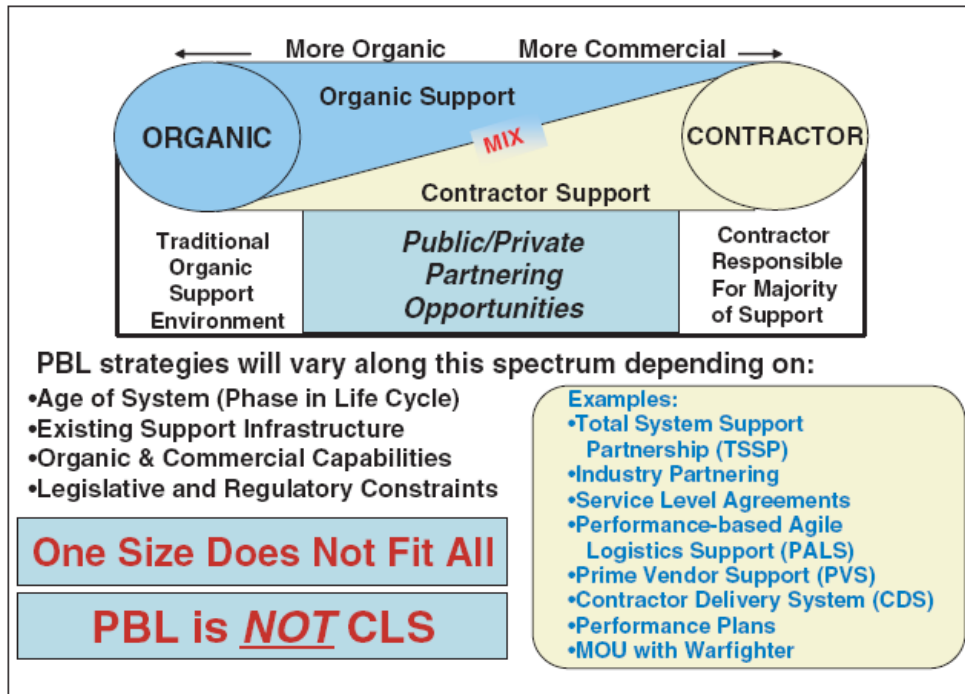 More Organic
More Commercial
Organic Support
ORGANIC
MIX
CONTRACTOR
Contractor Support
Traditional
Organic
Support
Environment
Public/Private
Partnering
Opportunities
Contractor
Responsible
For Majority
of Support
PBL strategies will vary along this spectrum depending on:
•Age of System (Phase in Life Cycle)
•Existing Support Infrastructure
•Organic & Commercial Capabilities
•Legislative and Regulatory Constraints
One Size Does Not Fit All
PBL is NOT CLS
Examples:
•Total System Support
Partnership (TSSP)
•Industry Partnering
•Service Level Agreements
•Performance-based Agile
Logistics Support (PALS)
•Prime Vendor Support (PVS)
•Contractor Delivery System (CDS)
•Performance Plans
•MOU with Warfighter